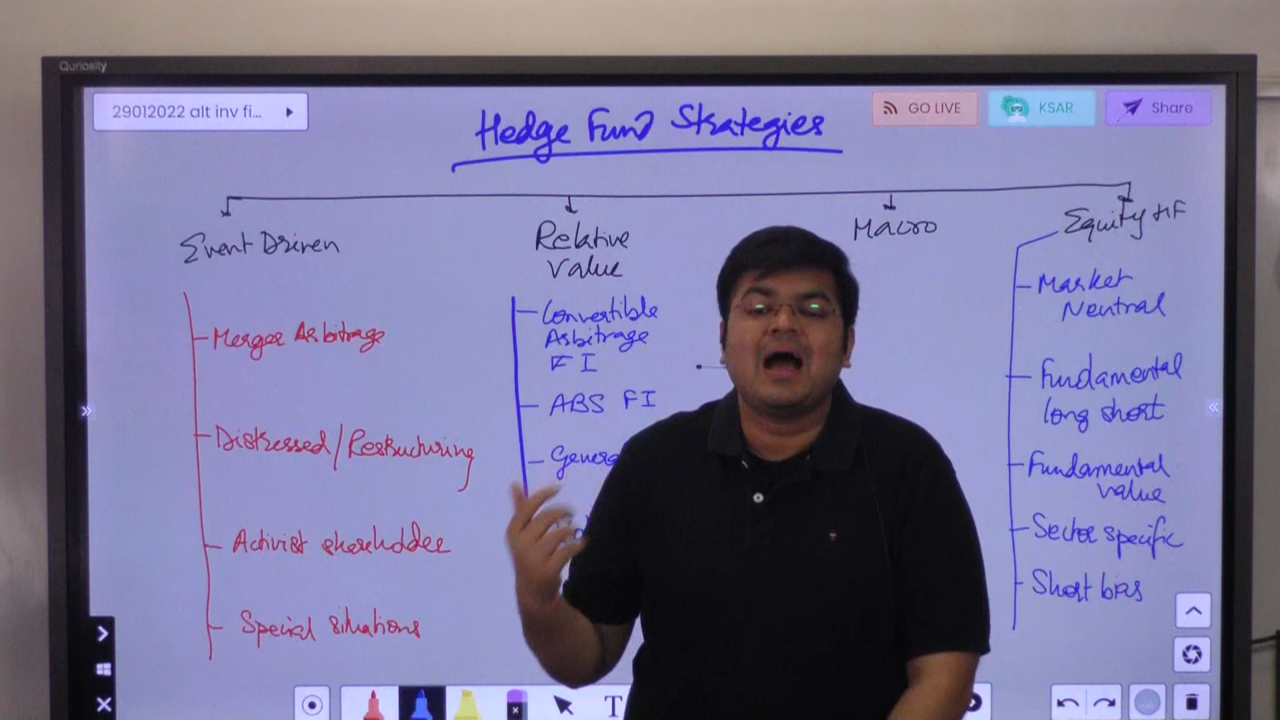 Quriosity
29012022 alt inv fi...
Hedge Fund Strategies
GO LIVE
KSAR
Share
Event Driven
Merger Arbitrage
Distressed/Restructuring
Activist shareholder
Special situations
Relative
Value
Convertible
Arbitrage
FI
ABS FI
Macro
Equity HF
Market
Neutral
Fundamental
long short
Fundamental
value
Sector specific
Short bias
T